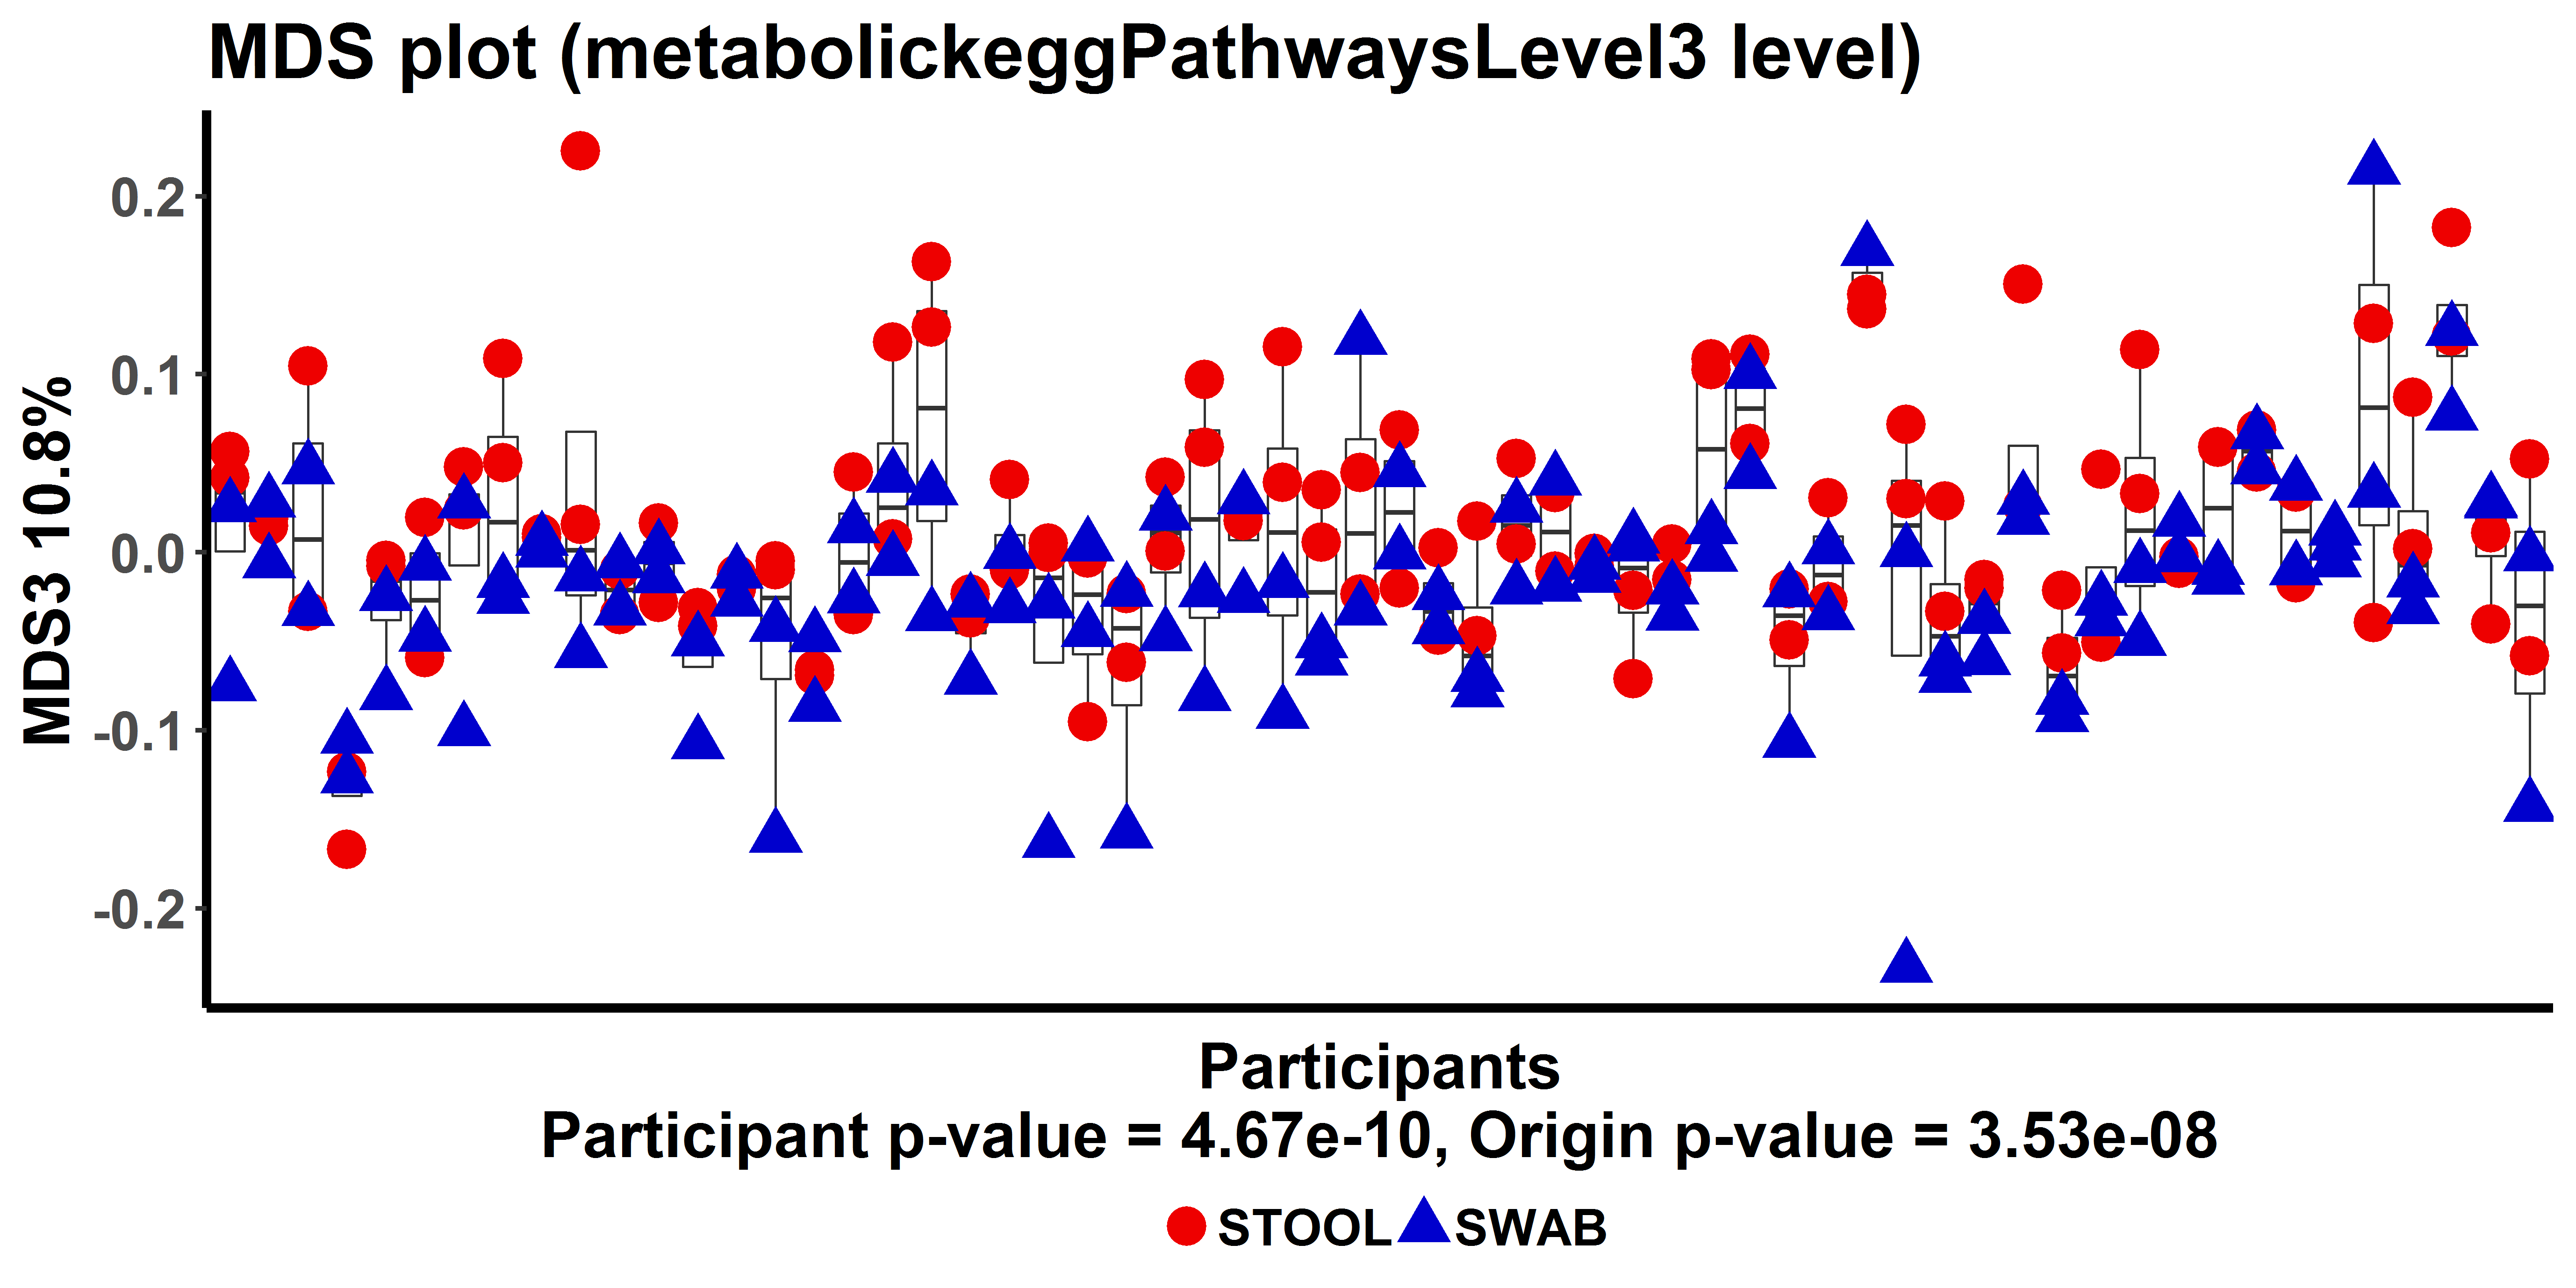 MDS plot (metabolickeggPathwaysLevel3 level)
MDS3 10.8%
0.2
0.1
0.0
-0.1
-0.2
Participants
Participant p-value = 4.67e-10, Origin p-value = 3.53e-08
STOOL SWAB